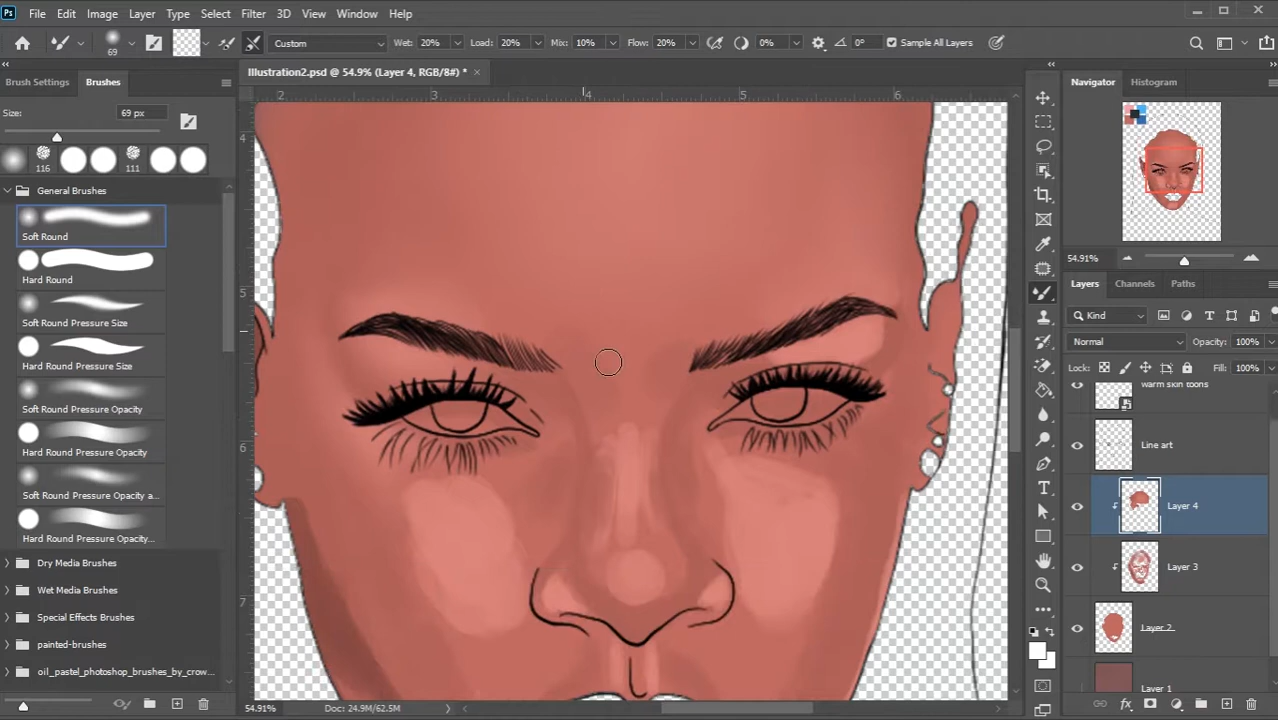 Ps File Edit Image Layer Type Select Filter 3D View Window Help
69 Custom Wet: 20% Load: 20% Mix: 10% Flow: 20% 0% 0° Sample All Layers
Brush Settings Brushes
Illustration2.psd @ 54.9% (Layer 4, RGB/8#) * ×
Navigator Histogram
Size: 69 px
2 3 4 5 6
116 111
General Brushes
Soft Round
Hard Round
Soft Round Pressure Size
Hard Round Pressure Size
Soft Round Pressure Opacity
Hard Round Pressure Opacity
Soft Round Pressure Opacity a...
Hard Round Pressure Opacity...
Dry Media Brushes
Wet Media Brushes
Special Effects Brushes
painted-brushes
oil_pastel_photoshop_brushes_by_crow...
4
5
6
7
54.91% Doc: 24.9M/62.5M
54.91%
Layers Channels Paths
Kind
Normal Opacity: 100%
Lock: Fill: 100%
warm skin toons
Line art
Layer 4
Layer 3
Layer 2
Layer 1
fx